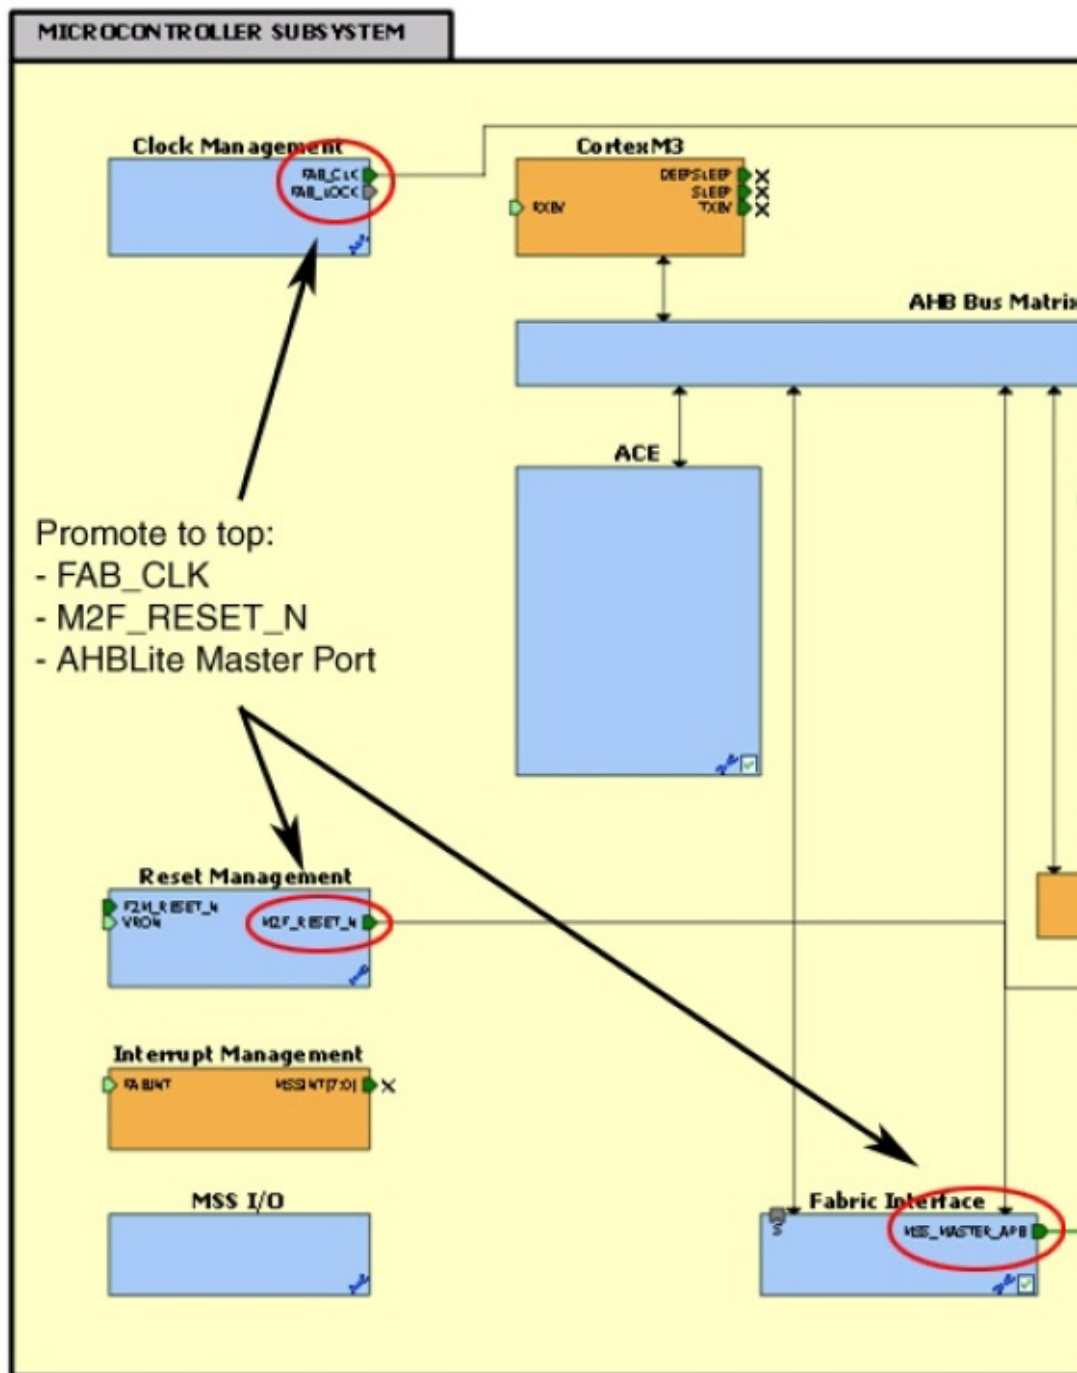 MICROCONTROLLER SUBSYSTEM
Clock Management
FAB_CLK
FAB_LOCK
CortexM3
DEEPSLEEP
SLEEP
RXEV
TXEV
AHB Bus Matrix
ACE
Promote to top:
- FAB_CLK
- M2F_RESET_N
- AHBLite Master Port
Reset Management
F2M_RESET_N
VRON
M2F_RESET_N
Interrupt Management
FABINT
MSSINT[7:0]
MSS I/O
Fabric Interface
S
MSS_MASTER_APB